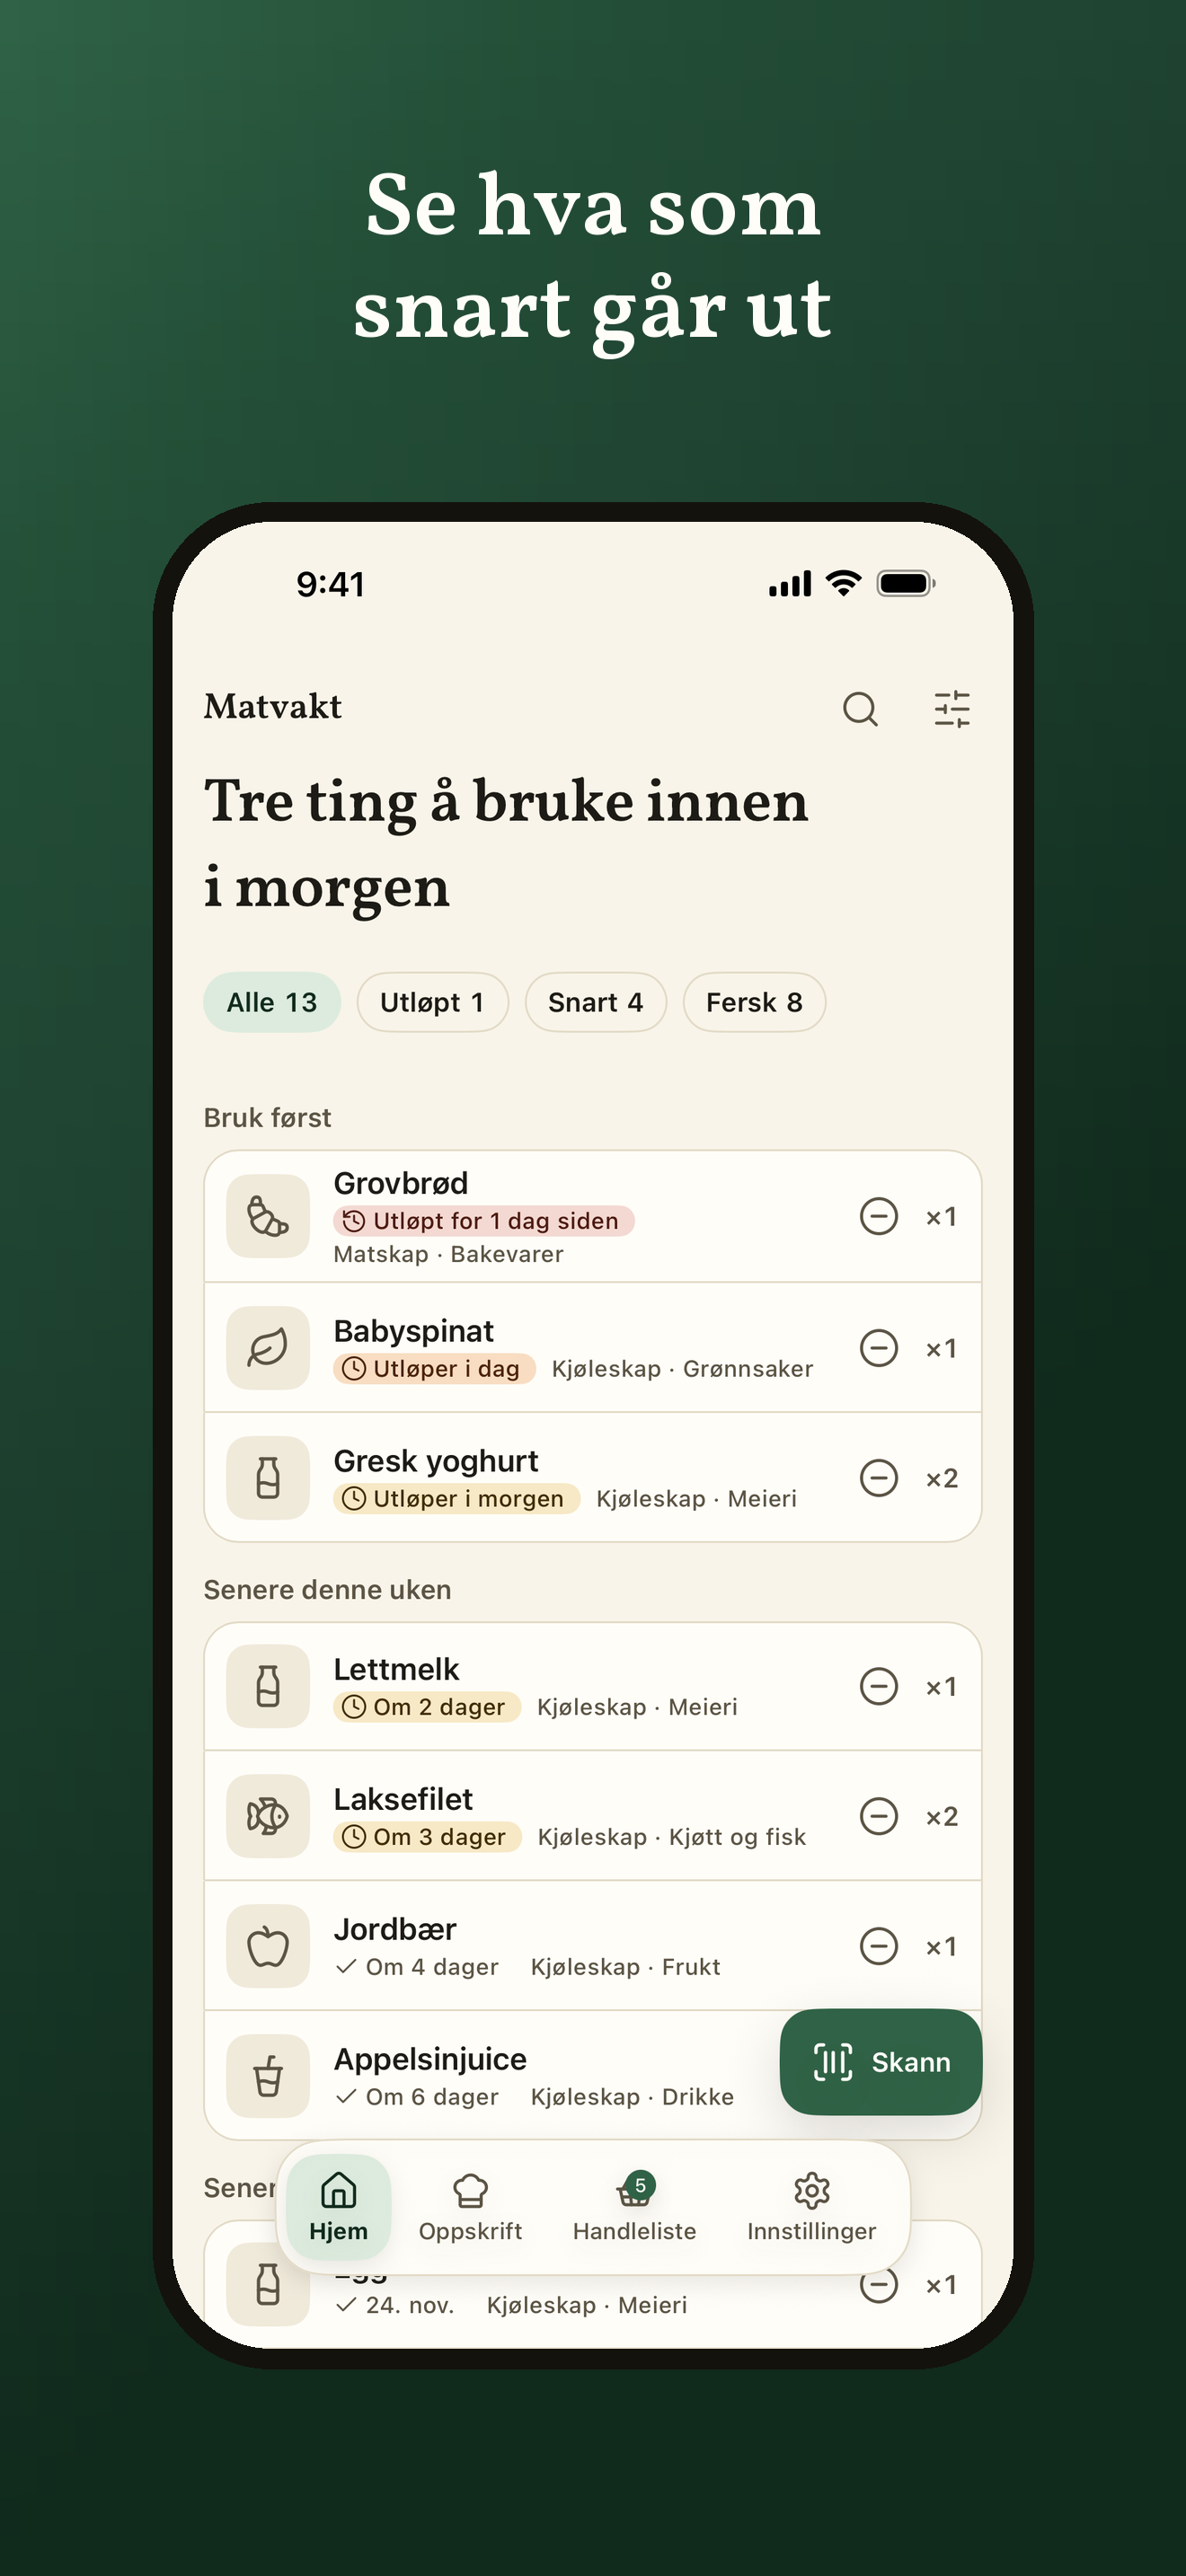 Se hva som
snart går ut
9:41
Matvakt
Tre ting å bruke innen
i morgen
Alle 13
Utløpt 1
Snart 4
Fersk 8
Bruk først
Grovbrød
Utløpt for 1 dag siden
Matskap · Bakevarer
×1
Babyspinat
Utløper i dag Kjøleskap · Grønnsaker
×1
Gresk yoghurt
Utløper i morgen Kjøleskap · Meieri
×2
Senere denne uken
Lettmelk
Om 2 dager Kjøleskap · Meieri
×1
Laksefilet
Om 3 dager Kjøleskap · Kjøtt og fisk
×2
Jordbær
Om 4 dager Kjøleskap · Frukt
×1
Appelsinjuice
Om 6 dager Kjøleskap · Drikke
Skann
5
Hjem
Oppskrift
Handleliste
Innstillinger
24. nov. Kjøleskap · Meieri
×1